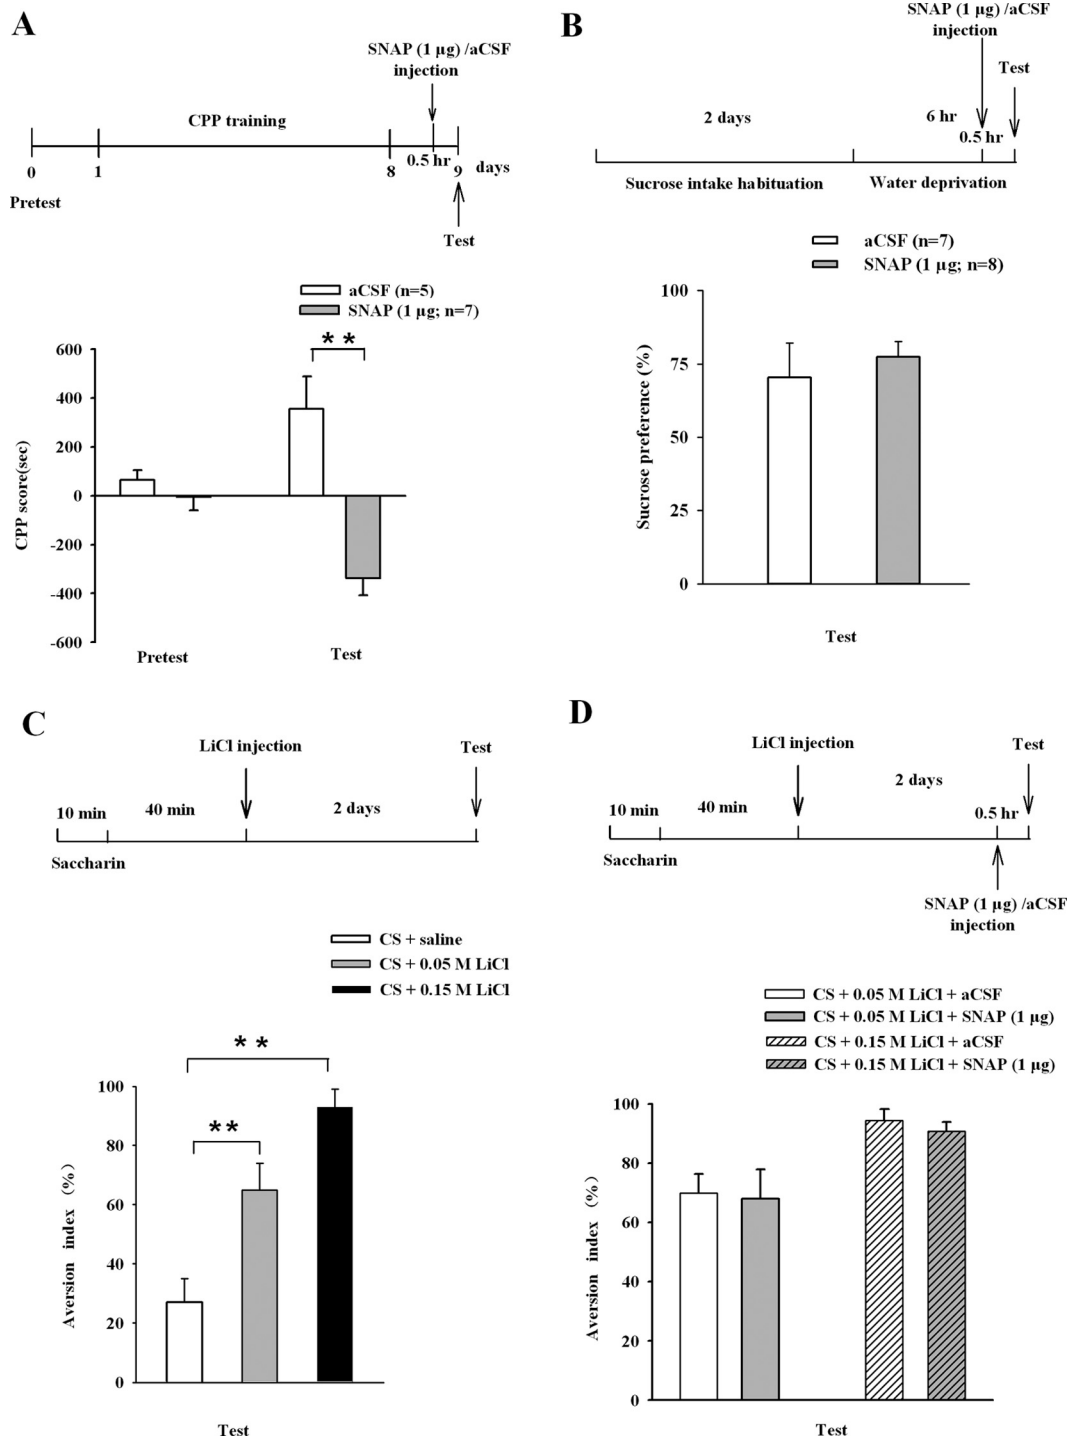 A
SNAP (1 µg) /aCSF
injection
CPP training
0.5 hr
0
1
8
9
days
Pretest
Test
aCSF (n=5)
SNAP (1 µg; n=7)
* *
600
400
200
0
-200
-400
-600
CPP score(sec)
Pretest
Test
B
SNAP (1 µg) /aCSF
injection
Test
2 days
6 hr
0.5 hr
Sucrose intake habituation
Water deprivation
aCSF (n=7)
SNAP (1 µg; n=8)
100
75
50
25
0
Sucrose preference (%)
Test
C
LiCl injection
Test
10 min
40 min
2 days
Saccharin
CS + saline
CS + 0.05 M LiCl
CS + 0.15 M LiCl
* *
**
100
80
60
40
20
0
Aversion index (%)
Test
D
LiCl injection
Test
2 days
10 min
40 min
0.5 hr
Saccharin
SNAP (1 µg) /aCSF
injection
CS + 0.05 M LiCl + aCSF
CS + 0.05 M LiCl + SNAP (1 µg)
CS + 0.15 M LiCl + aCSF
CS + 0.15 M LiCl + SNAP (1 µg)
100
80
60
40
20
0
Aversion index (%)
Test